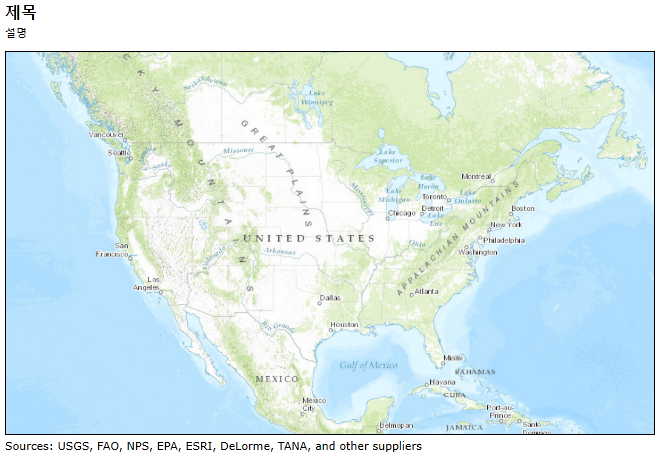 제목
설명
ROCKY MOUNTAINS
Saskatchewan
Lake
Winnipeg
Vancouver
Seattle
GREAT PLAINS
Missouri
Lake
Superior
Montreal
Lake
Huron
Mississippi
Lake
Michigan
Toronto
Lake
Ontario
Detroit
Chicago
Lake
Erie
Boston
New York
Philadelphia
UNITED STATES
Ohio
Washington
APPALACHIAN MOUNTAINS
San
Francisco
Colorado
Arkansas
Los
Angeles
Atlanta
Dallas
Rio Grande
Houston
Gulf of Mexico
Miami
BAHAMAS
MEXICO
Havana
CUBA
Mexico
City
Port-au-
Prince
Santo
Domingo
Belmopan
JAMAICA
Sources: USGS, FAO, NPS, EPA, ESRI, DeLorme, TANA, and other suppliers